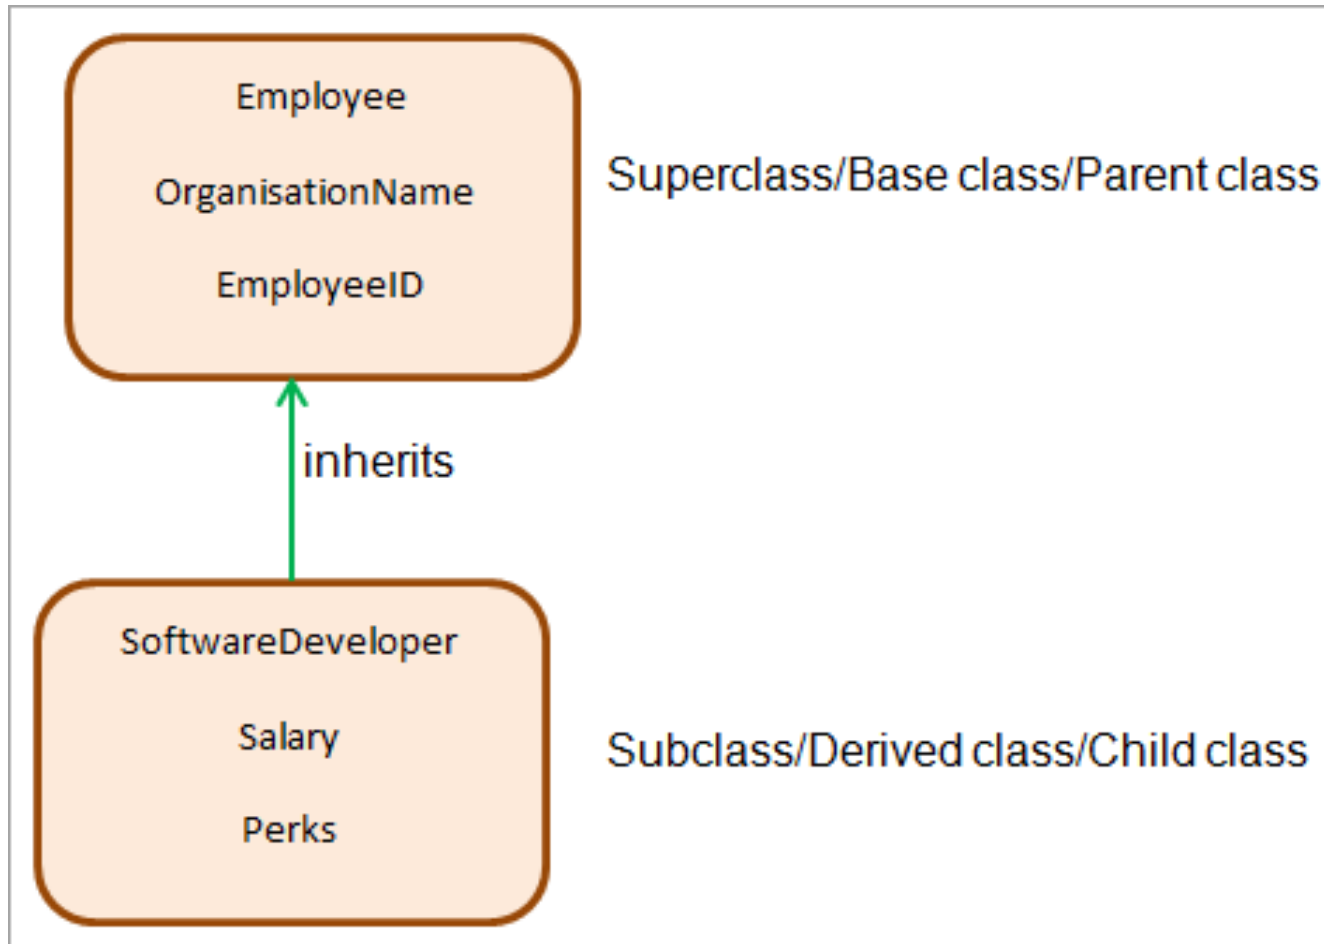 Employee
OrganisationName
EmployeeID
Superclass/Base class/Parent class
inherits
SoftwareDeveloper
Salary
Perks
Subclass/Derived class/Child class